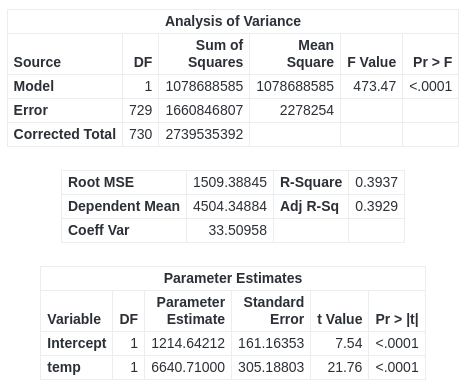 Analysis of Variance
Source DF Sum of Squares Mean Square F Value Pr > F
Model 1 1078688585 1078688585 473.47 <.0001
Error 729 1660846807 2278254
Corrected Total 730 2739535392
Root MSE 1509.38845 R-Square 0.3937
Dependent Mean 4504.34884 Adj R-Sq 0.3929
Coeff Var 33.50958
Parameter Estimates
Variable DF Parameter Estimate Standard Error t Value Pr > |t|
Intercept 1 1214.64212 161.16353 7.54 <.0001
temp 1 6640.71000 305.18803 21.76 <.0001